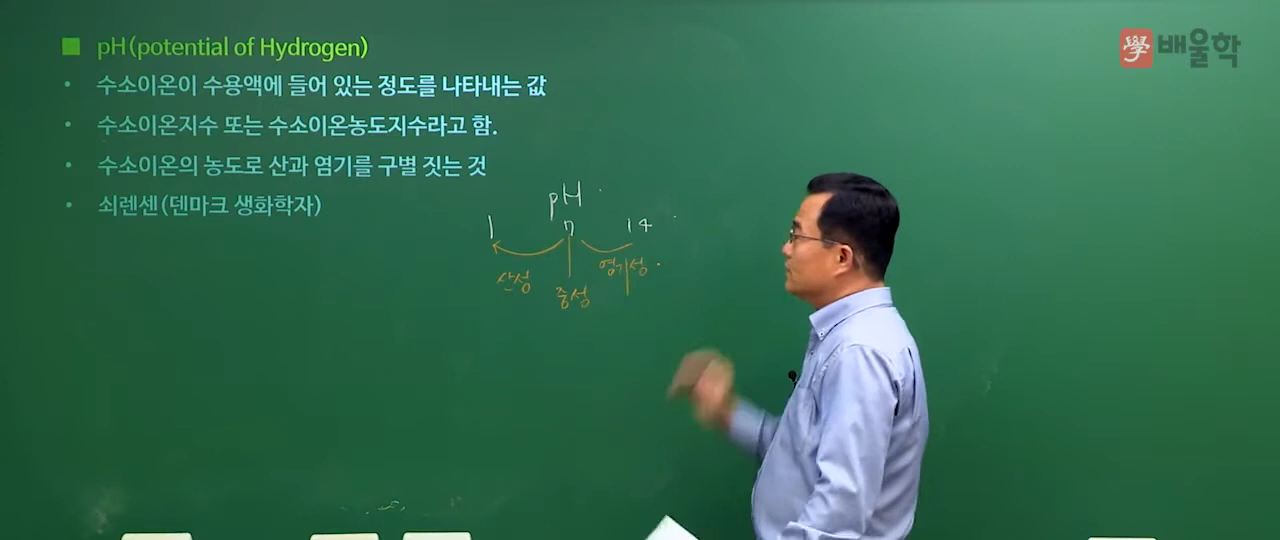 pH(potential of Hydrogen)
學 배울학
수소이온이 수용액에 들어 있는 정도를 나타내는 값
수소이온지수 또는 수소이온농도지수라고 함.
수소이온의 농도로 산과 염기를 구별 짓는 것
쇠렌센(덴마크 생화학자)
pH
1 7 14
산성 중성 염기성